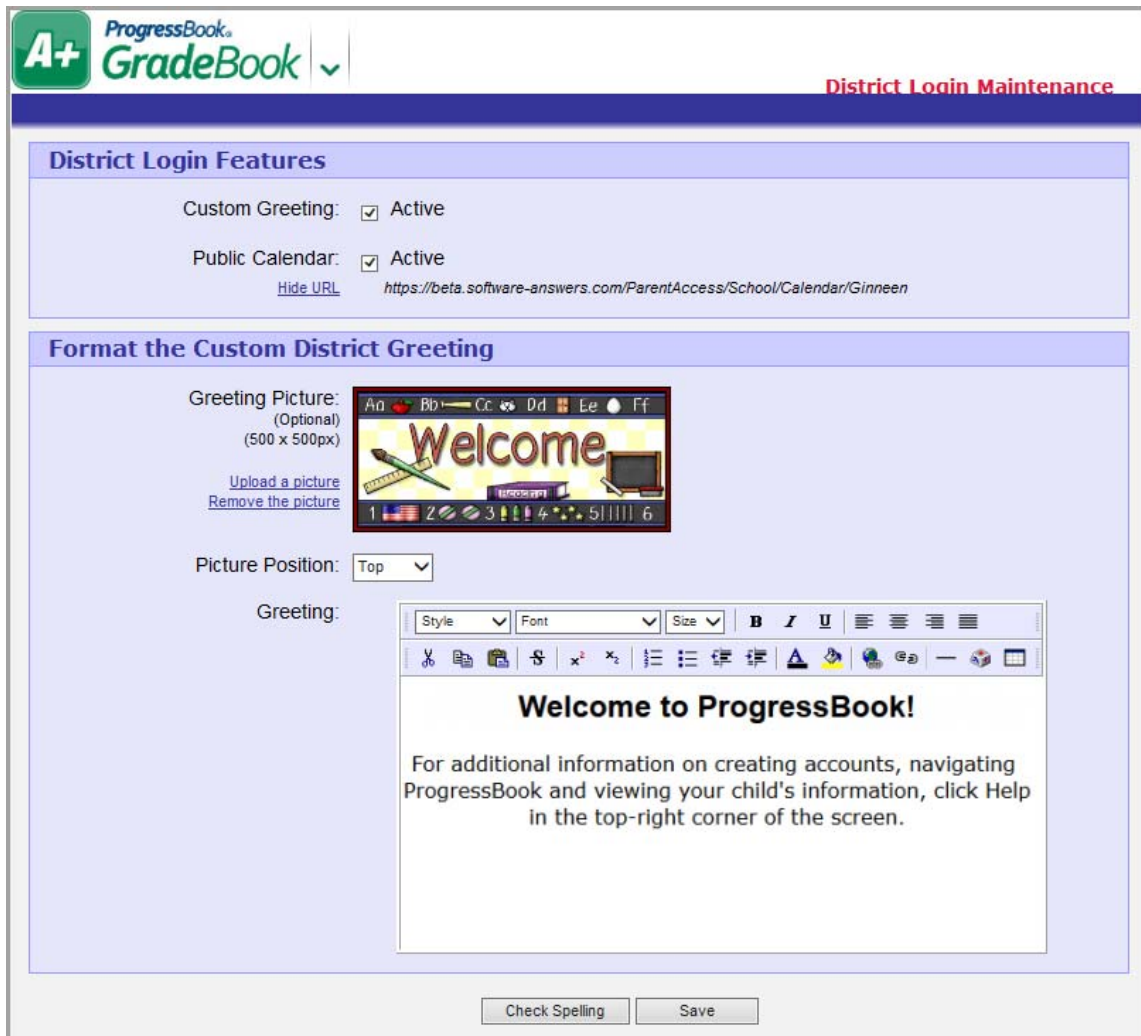 A+ ProgressBook®
GradeBook
District Login Maintenance
District Login Features
Custom Greeting: Active
Public Calendar: Active
Hide URL https://beta.software-answers.com/ParentAccess/School/Calendar/Ginneen
Format the Custom District Greeting
Greeting Picture:
(Optional)
(500 x 500px)
Upload a picture
Remove the picture
Aa Bb Cc Dd Ee Ff
Welcome
Reading
1 2 3 4 5 6
Picture Position: Top
Greeting:
Style Font Size B I U
S x² x₂ A
Welcome to ProgressBook!
For additional information on creating accounts, navigating
ProgressBook and viewing your child's information, click Help
in the top-right corner of the screen.
Check Spelling Save